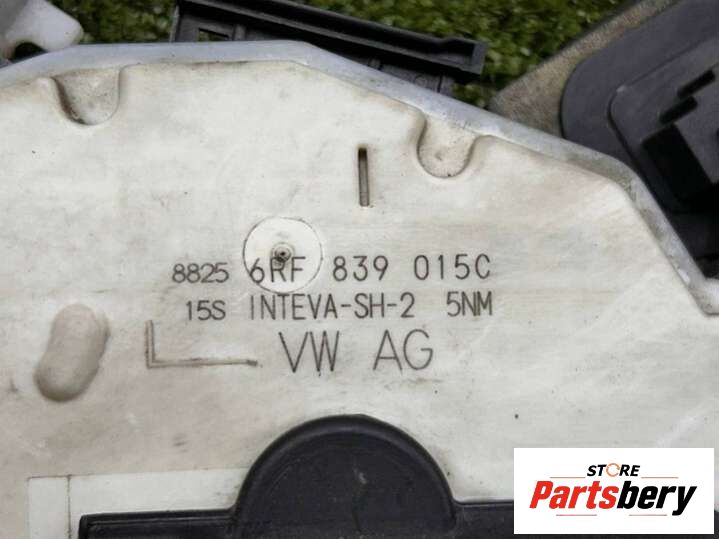 8825 6RF 839 015C
15S INTEVA-SH-2 5NM
VW AG
STORE
Partsbery